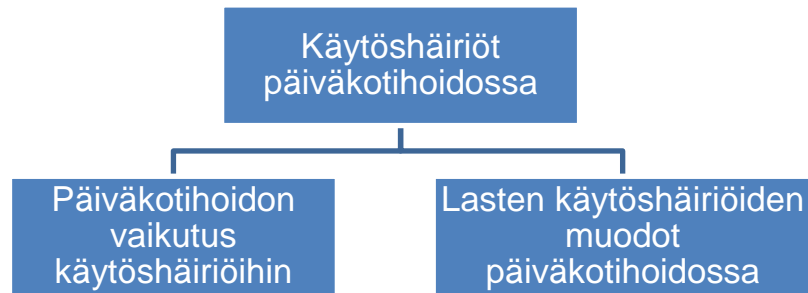 Käytöshäiriöt
päiväkotihoidossa
Päiväkotihoidon
vaikutus
käytöshäiriöihin
Lasten käytöshäiriöiden
muodot
päiväkotihoidossa